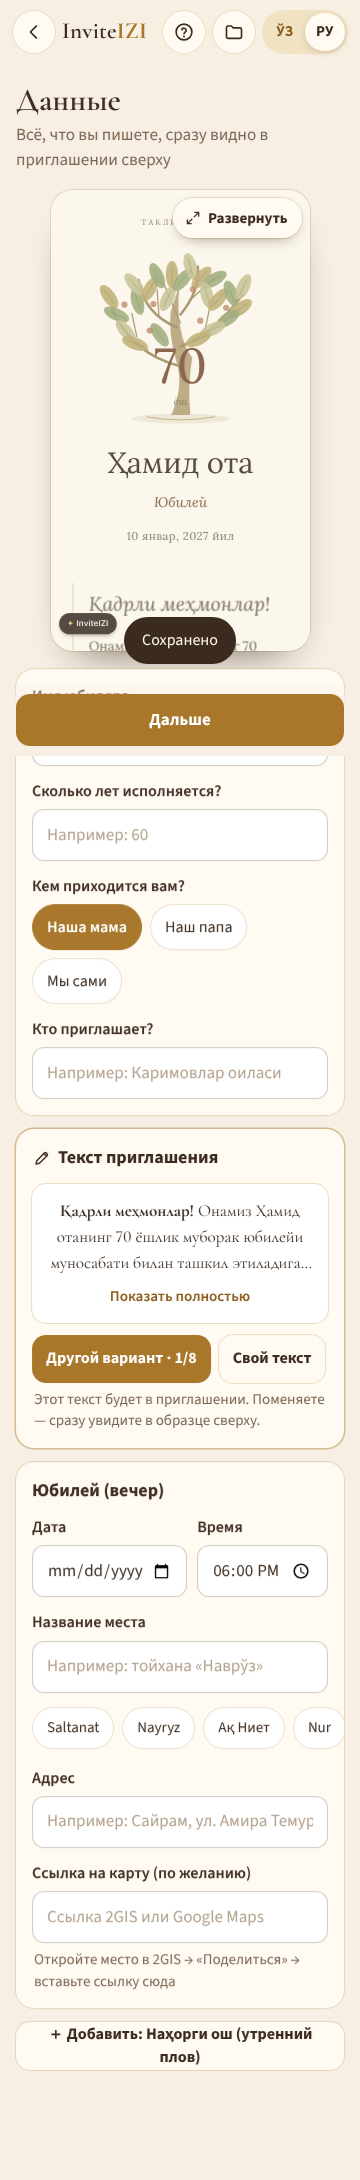 InviteIZI
ЎЗ
РУ
Данные
Всё, что вы пишете, сразу видно в
приглашении сверху
Развернуть
70
ёш
Ҳамид ота
Юбилей
10 январ, 2027 йил
Қадрли меҳмонлар!
InviteIZI
70
Сохранено
Дальше
Сколько лет исполняется?
Например: 60
Кем приходится вам?
Наша мама
Наш папа
Мы сами
Кто приглашает?
Например: Каримовлар оиласи
Текст приглашения
Қадрли меҳмонлар! Онамиз Ҳамид
отанинг 70 ёшлик муборак юбилейи
муносабати билан ташкил этиладига...
Показать полностью
Другой вариант · 1/8
Свой текст
Этот текст будет в приглашении. Поменяете
— сразу увидите в образце сверху.
Юбилей (вечер)
Дата
Время
mm/dd/yyyy
06:00 PM
Название места
Например: тойхана «Наврўз»
Saltanat
Nayryz
Ақ Ниет
Nur
Адрес
Например: Сайрам, ул. Амира Темур
Ссылка на карту (по желанию)
Ссылка 2GIS или Google Maps
Откройте место в 2GIS → «Поделиться» →
вставьте ссылку сюда
+ Добавить: Наҳорги ош (утренний
плов)